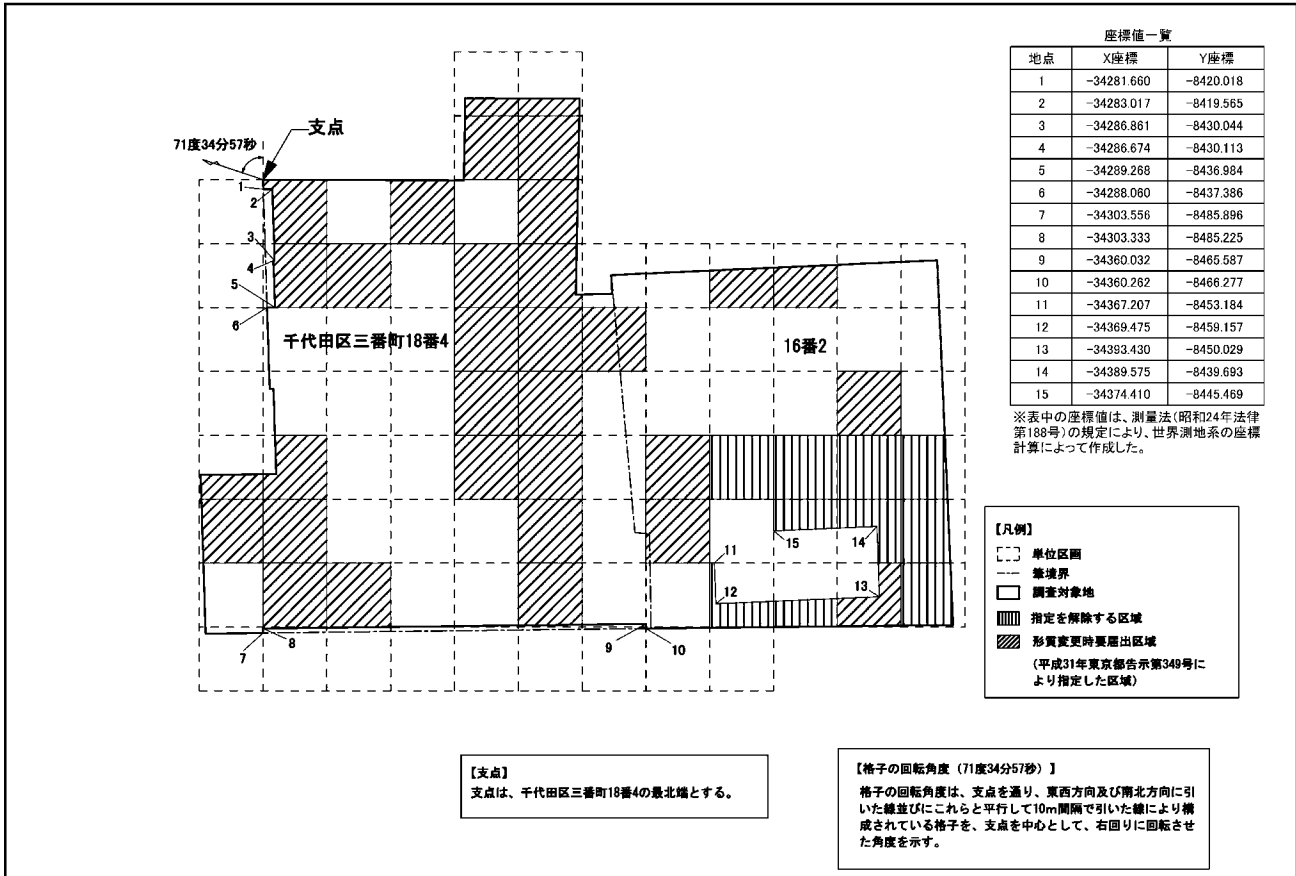 支点
71度34分57秒
1
2
3
4
5
6
千代田区三番町18番4
16番2
7
8
9
10
11
12
13
14
15
座標値一覧
地点 X座標 Y座標
1 -34281.660 -8420.018
2 -34283.017 -8419.565
3 -34286.861 -8430.044
4 -34286.674 -8430.113
5 -34289.268 -8436.984
6 -34288.060 -8437.386
7 -34303.556 -8485.896
8 -34303.333 -8485.225
9 -34360.032 -8465.587
10 -34360.262 -8466.277
11 -34367.207 -8453.184
12 -34369.475 -8459.157
13 -34393.430 -8450.029
14 -34389.575 -8439.693
15 -34374.410 -8445.469
※表中の座標値は、測量法(昭和24年法律
第188号)の規定により、世界測地系の座標
計算によって作成した。
【凡例】
単位区画
筆境界
調査対象地
指定を解除する区域
形質変更時要届出区域
(平成31年東京都告示第349号に
より指定した区域)
【支点】
支点は、千代田区三番町18番4の最北端とする。
【格子の回転角度(71度34分57秒)】
格子の回転角度は、支点を通り、東西方向及び南北方向に引
いた線並びにこれらと平行して10m間隔で引いた線により構
成されている格子を、支点を中心として、右回りに回転させ
た角度を示す。